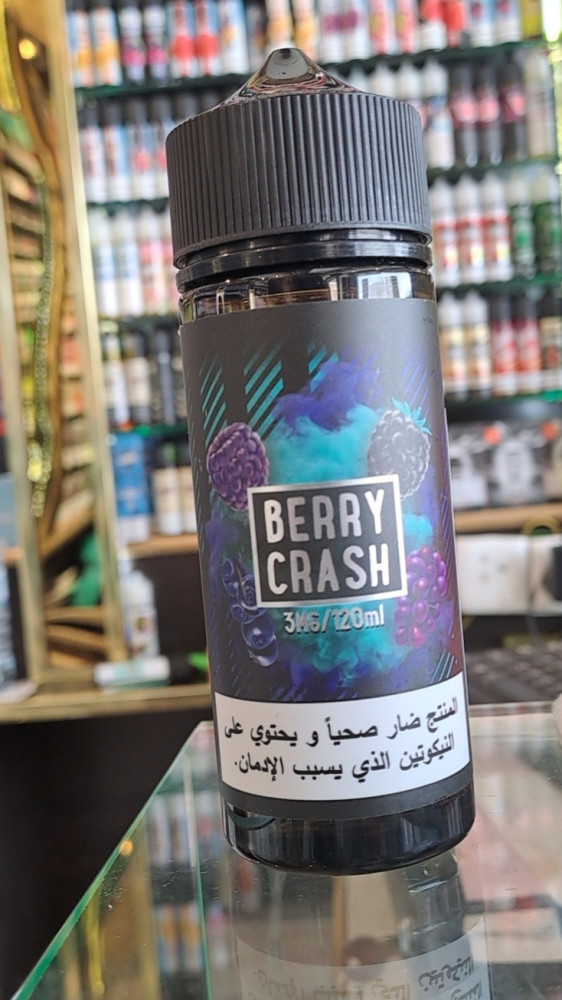 BERRY
CRASH
3MG/120ml
المنتج ضار صحياً و يحتوي على
النيكوتين الذي يسبب الإدمان.